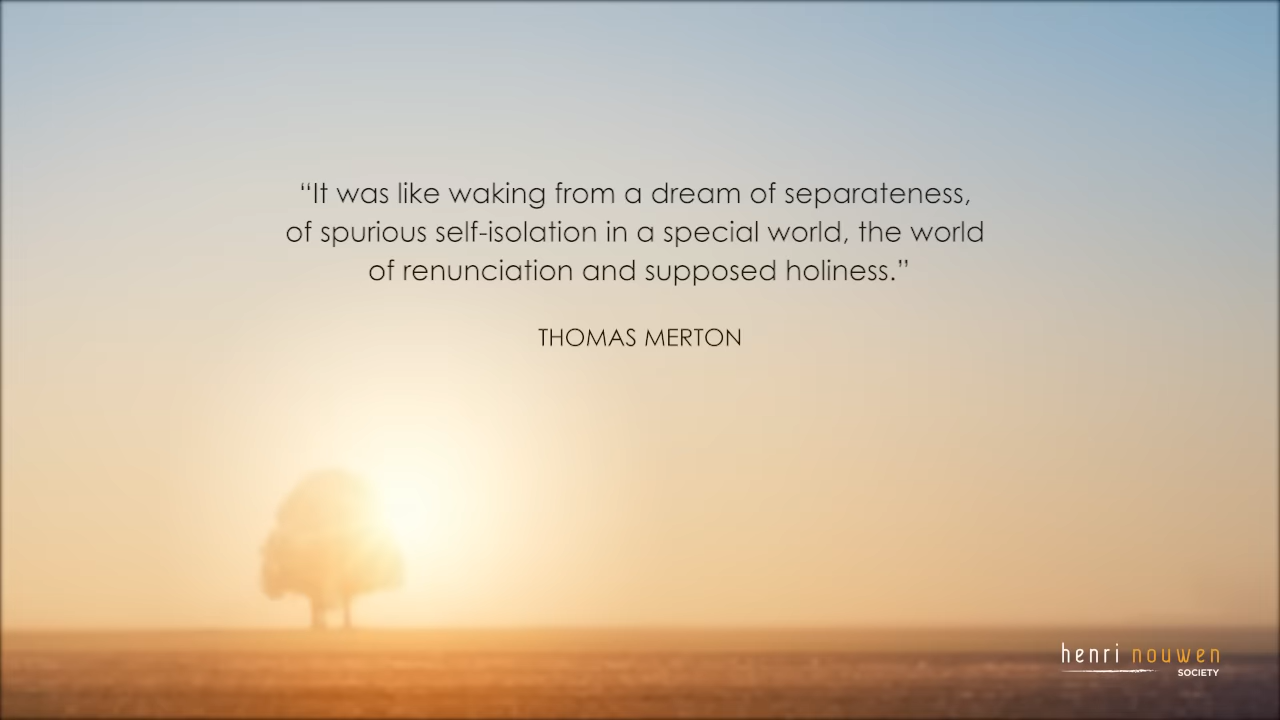 “It was like waking from a dream of separateness,
of spurious self-isolation in a special world, the world
of renunciation and supposed holiness.”
THOMAS MERTON
henri nouwen
SOCIETY